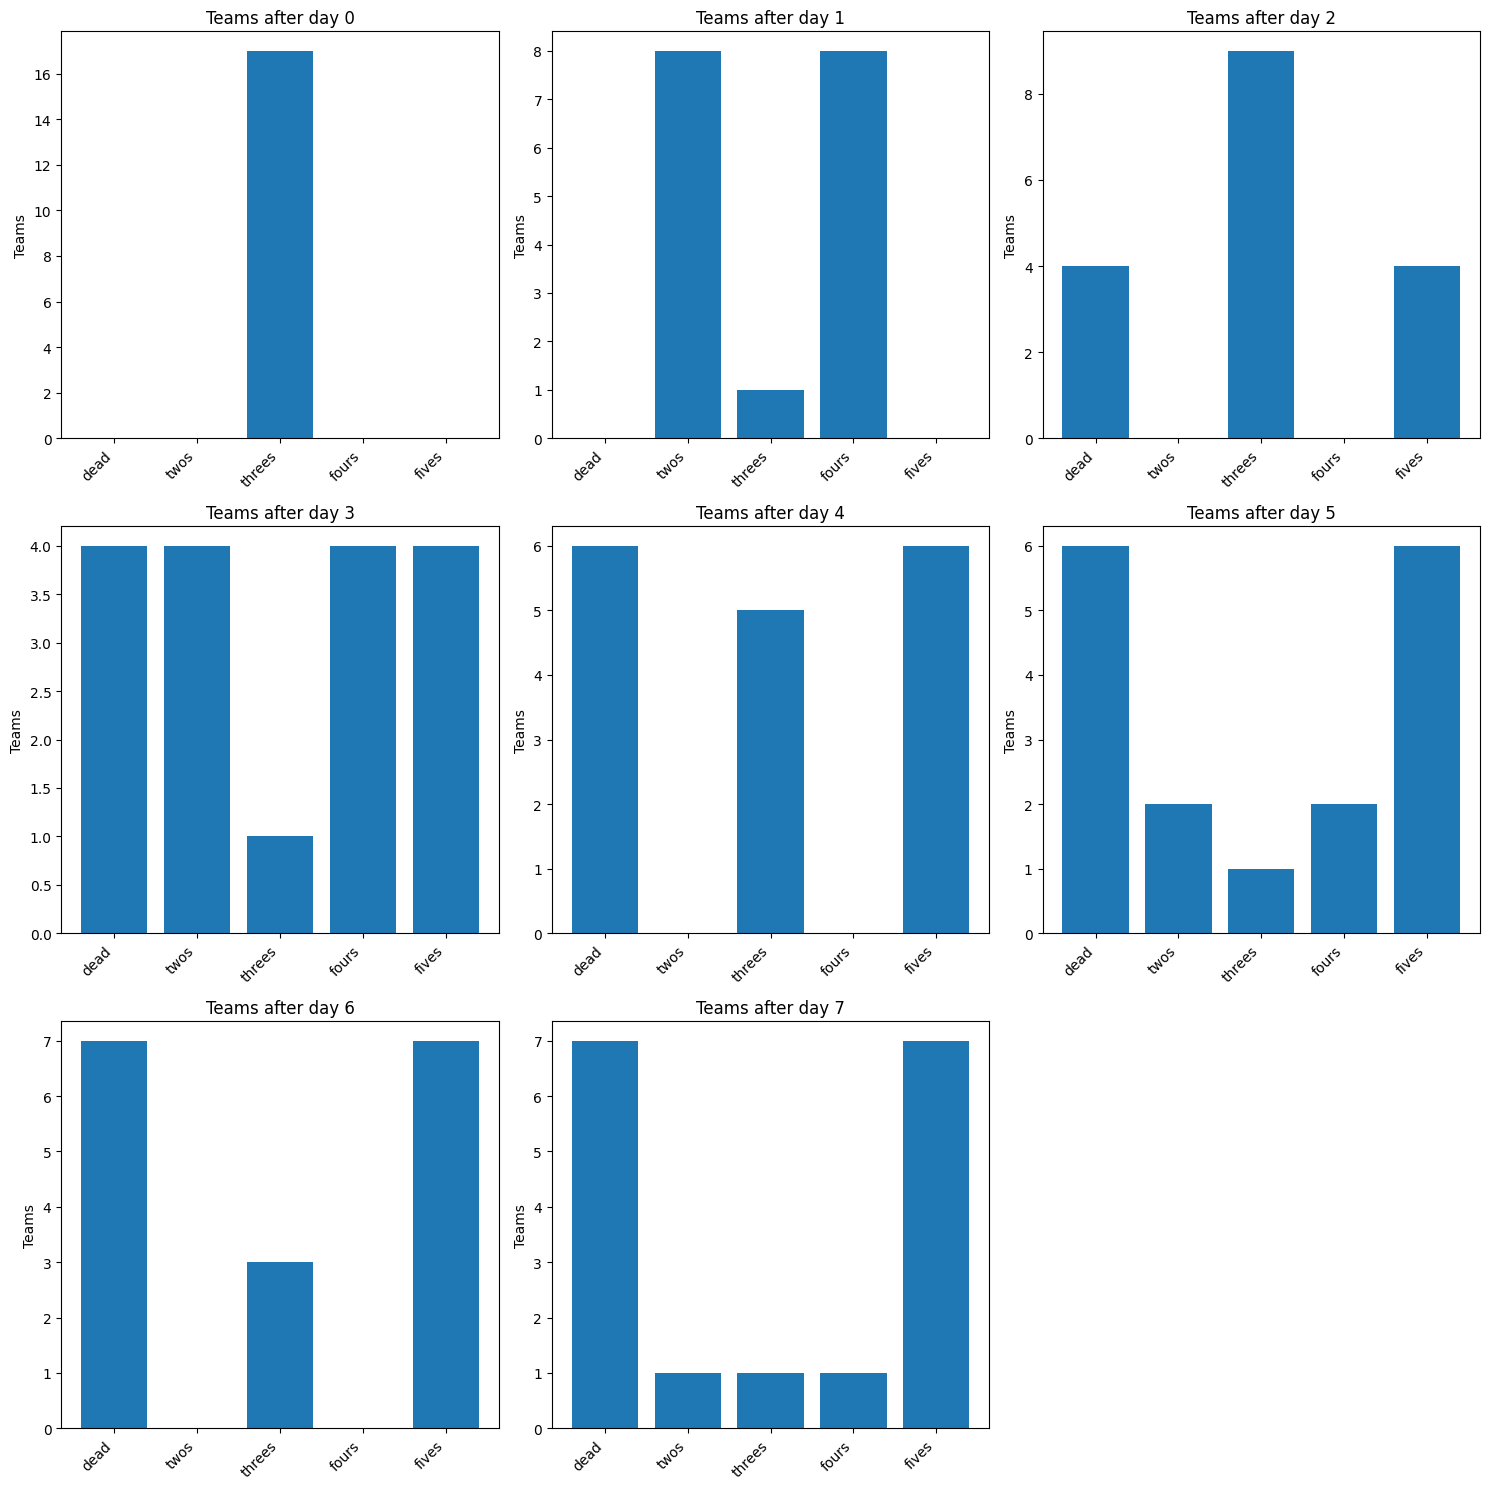 Teams after day 0
Teams
16
14
12
10
8
6
4
2
0
dead
twos
threes
fours
fives
Teams after day 1
Teams
8
7
6
5
4
3
2
1
0
dead
twos
threes
fours
fives
Teams after day 2
Teams
8
6
4
2
0
dead
twos
threes
fours
fives
Teams after day 3
Teams
4.0
3.5
3.0
2.5
2.0
1.5
1.0
0.5
0.0
dead
twos
threes
fours
fives
Teams after day 4
Teams
6
5
4
3
2
1
0
dead
twos
threes
fours
fives
Teams after day 5
Teams
6
5
4
3
2
1
0
dead
twos
threes
fours
fives
Teams after day 6
Teams
7
6
5
4
3
2
1
0
dead
twos
threes
fours
fives
Teams after day 7
Teams
7
6
5
4
3
2
1
0
dead
twos
threes
fours
fives